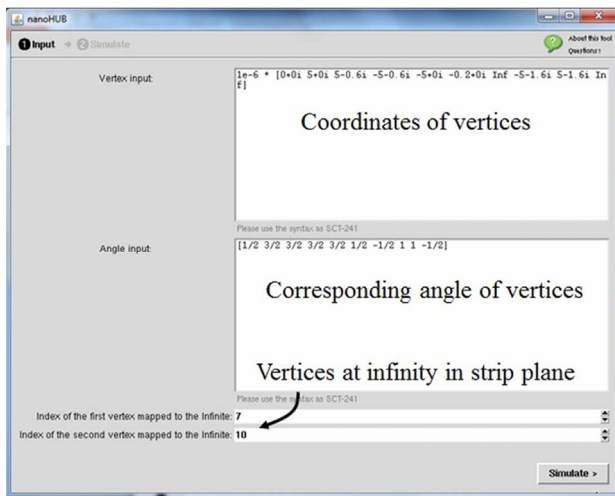 nanoHUB
1 Input → 2 Simulate
About this tool
Questions?
Vertex input:
1e-6 * [0+0i 5+0i 5-0.6i -5-0.6i -5+0i -0.2+0i Inf -5-1.6i 5-1.6i In
f]
Coordinates of vertices
Please use the syntax as SCT-241
Angle input:
[1/2 3/2 3/2 3/2 3/2 1/2 -1/2 1 1 -1/2]
Corresponding angle of vertices
Vertices at infinity in strip plane
Please use the syntax as SCT-241
Index of the first vertex mapped to the Infinite: 7
Index of the second vertex mapped to the Infinite: 10
Simulate >